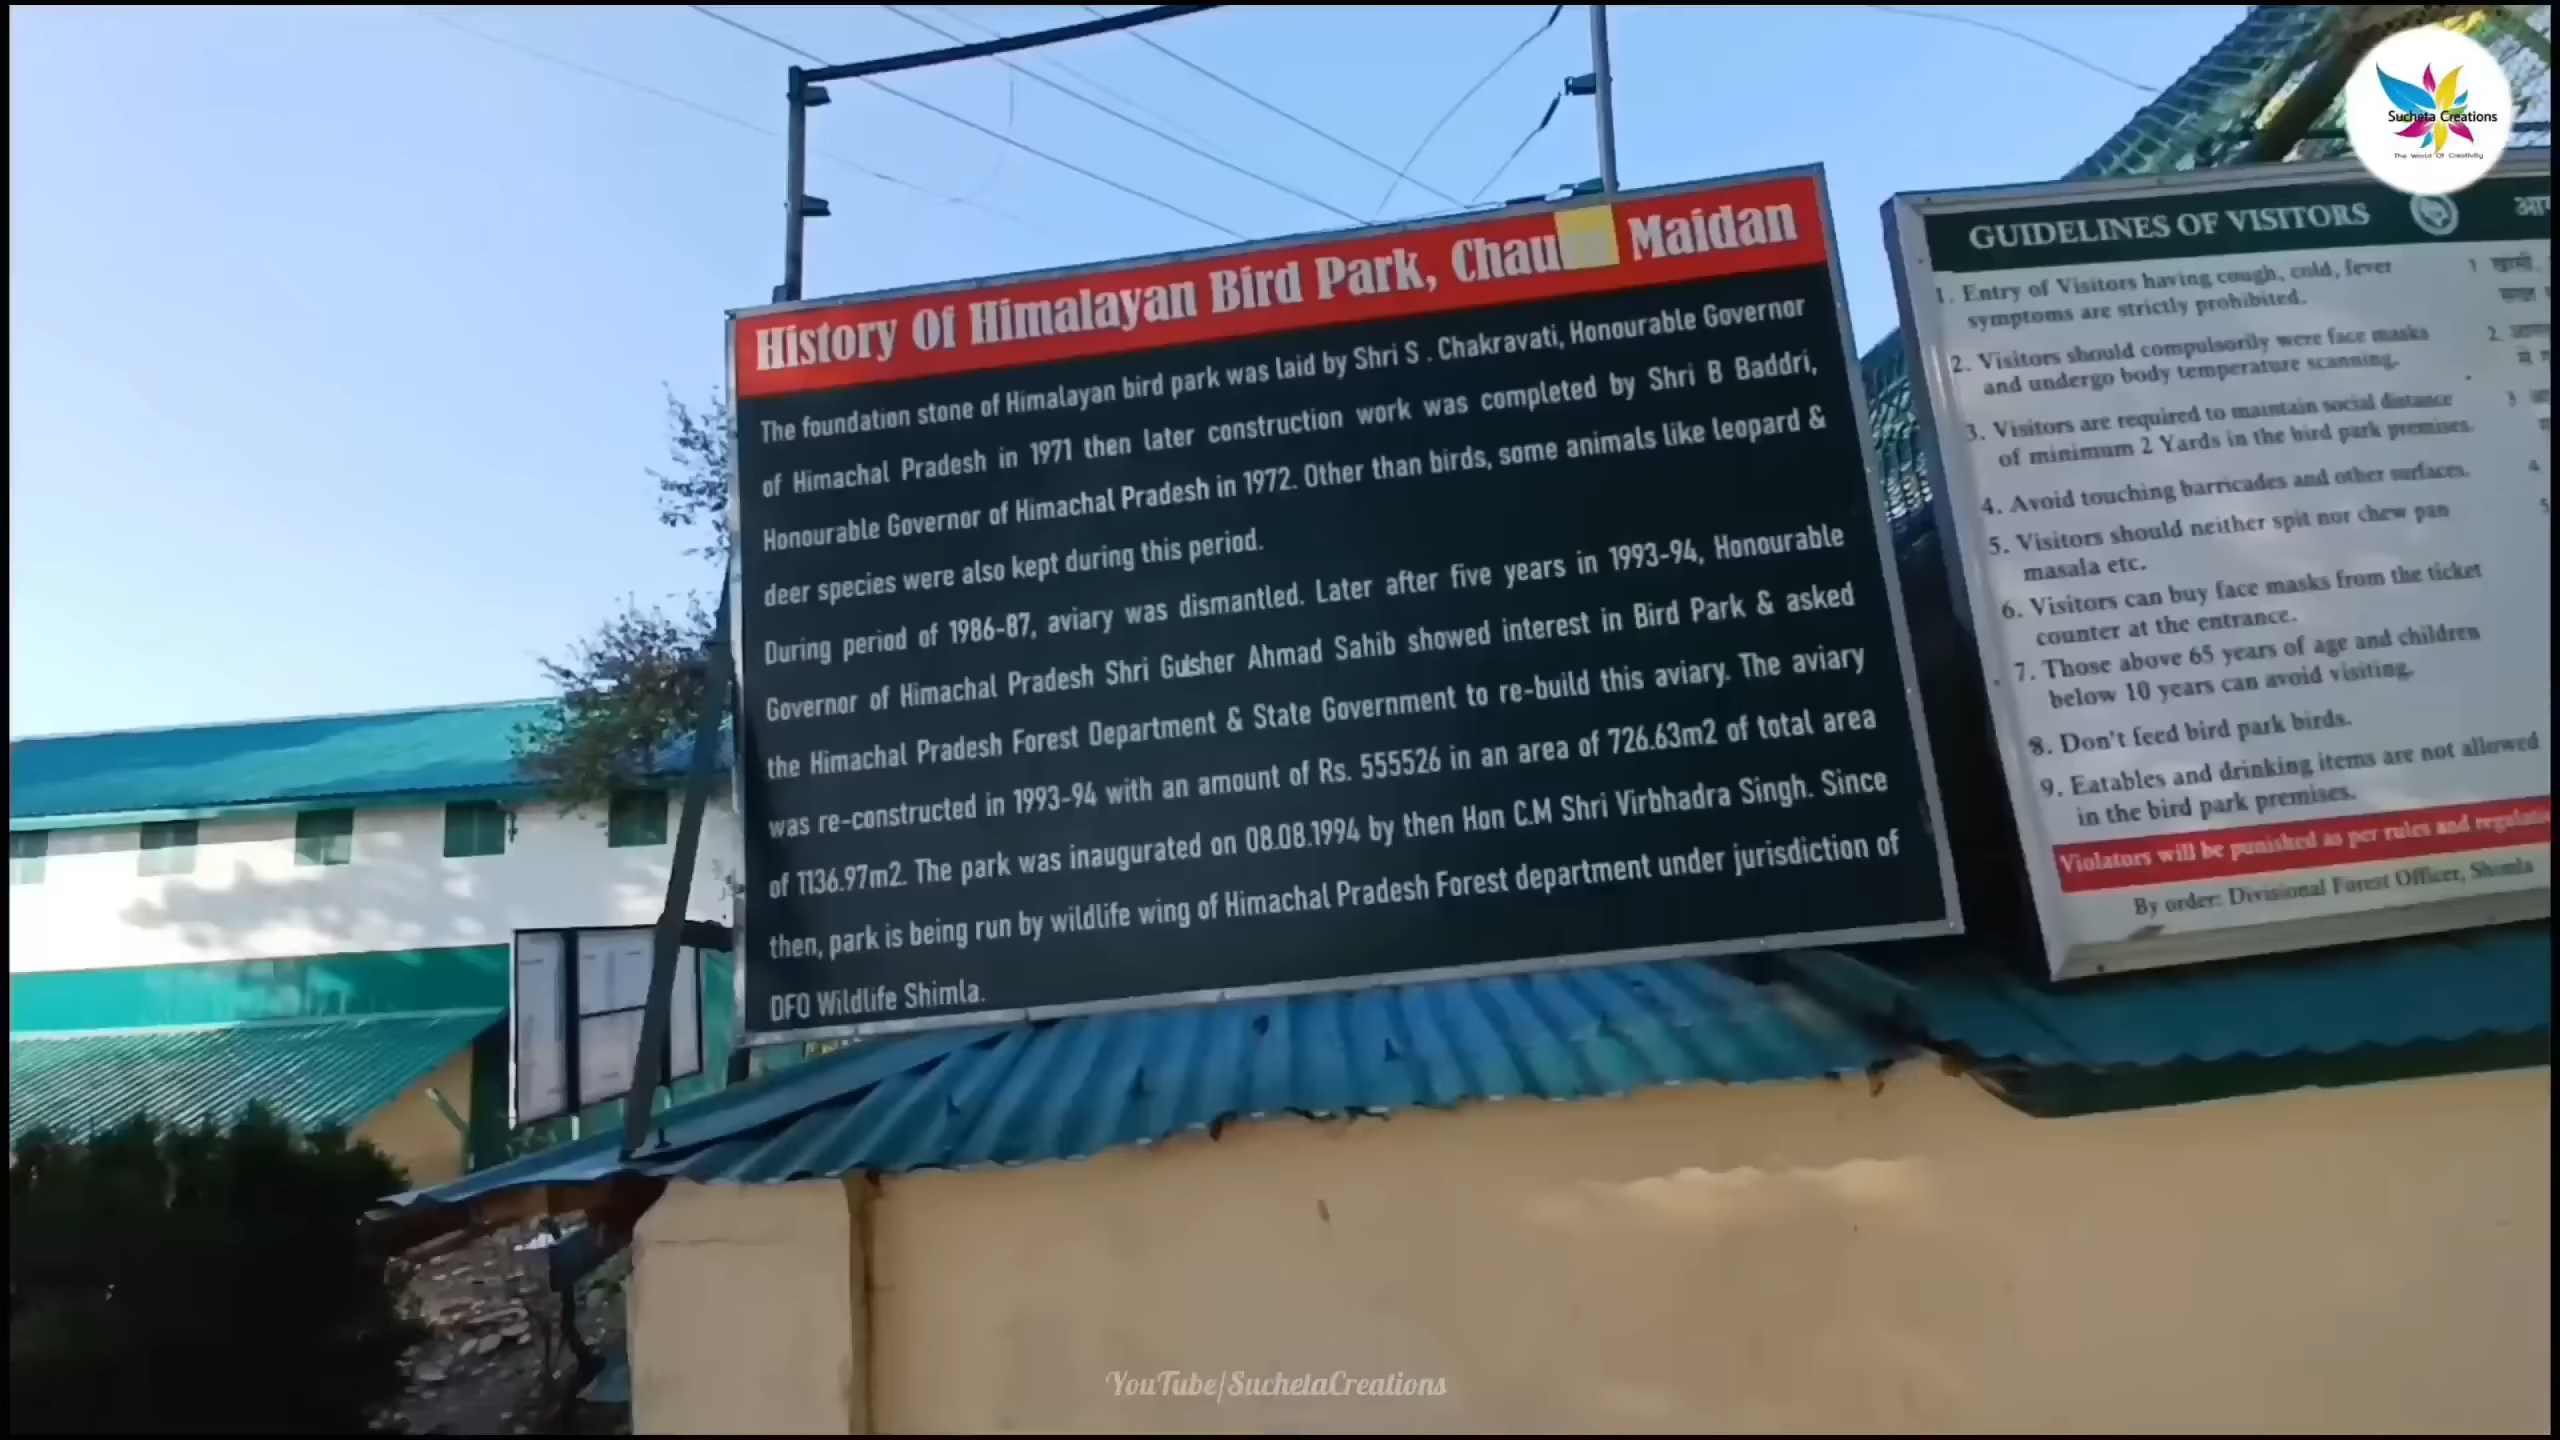 Sucheta Creations
The World Of Creativity
History Of Himalayan Bird Park, Chau Maidan
The foundation stone of Himalayan bird park was laid by Shri S . Chakravati, Honourable Governor
of Himachal Pradesh in 1971 then later construction work was completed by Shri B Baddri,
Honourable Governor of Himachal Pradesh in 1972. Other than birds, some animals like leopard &
deer species were also kept during this period.
During period of 1986-87, aviary was dismantled. Later after five years in 1993-94, Honourable
Governor of Himachal Pradesh Shri Gulsher Ahmad Sahib showed interest in Bird Park & asked
the Himachal Pradesh Forest Department & State Government to re-build this aviary. The aviary
was re-constructed in 1993-94 with an amount of Rs. 555526 in an area of 726.63m2 of total area
of 1136.97m2. The park was inaugurated on 08.08.1994 by then Hon C.M Shri Virbhadra Singh. Since
then, park is being run by wildlife wing of Himachal Pradesh Forest department under jurisdiction of
DFO Wildlife Shimla.
GUIDELINES OF VISITORS
1. Entry of Visitors having cough, cold, fever
symptoms are strictly prohibited.
2. Visitors should compulsorily were face masks
and undergo body temperature scanning.
3. Visitors are required to maintain social distance
of minimum 2 Yards in the bird park premises.
4. Avoid touching barricades and other surfaces.
5. Visitors should neither spit nor chew pan
masala etc.
6. Visitors can buy face masks from the ticket
counter at the entrance.
7. Those above 65 years of age and children
below 10 years can avoid visiting.
8. Don't feed bird park birds.
9. Eatables and drinking items are not allowed
in the bird park premises.
Violators will be punished as per rules and
By order: Divisional Forest Officer, Shimla
YouTube/SuchetaCreations